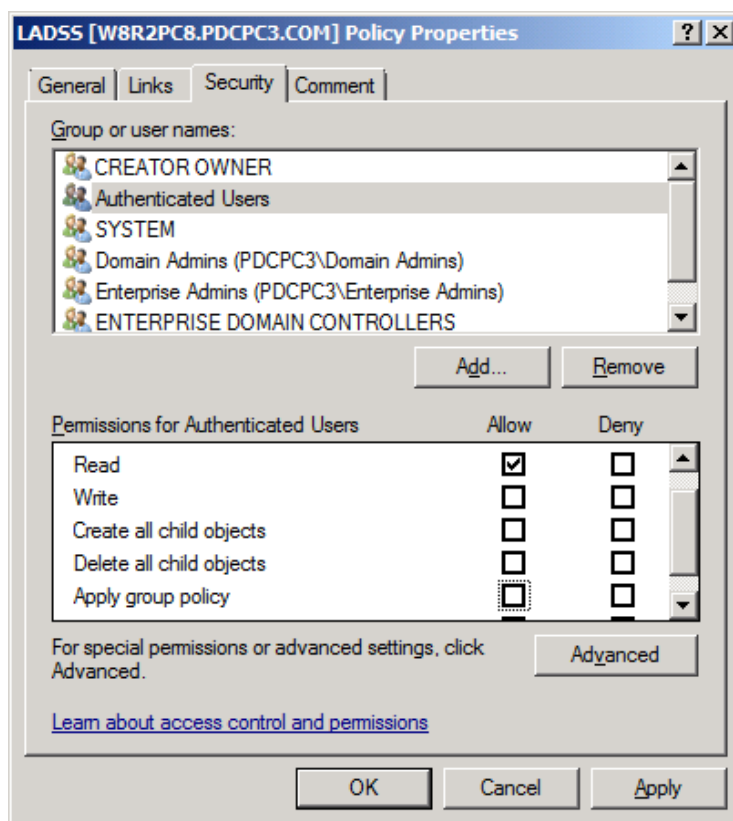 LADSS [W8R2PC8.PDCPC3.COM] Policy Properties
General Links Security Comment
Group or user names:
CREATOR OWNER
Authenticated Users
SYSTEM
Domain Admins (PDCPC3\Domain Admins)
Enterprise Admins (PDCPC3\Enterprise Admins)
ENTERPRISE DOMAIN CONTROLLERS
Add... Remove
Permissions for Authenticated Users Allow Deny
Read
Write
Create all child objects
Delete all child objects
Apply group policy
For special permissions or advanced settings, click Advanced
Advanced.
Learn about access control and permissions
OK Cancel Apply